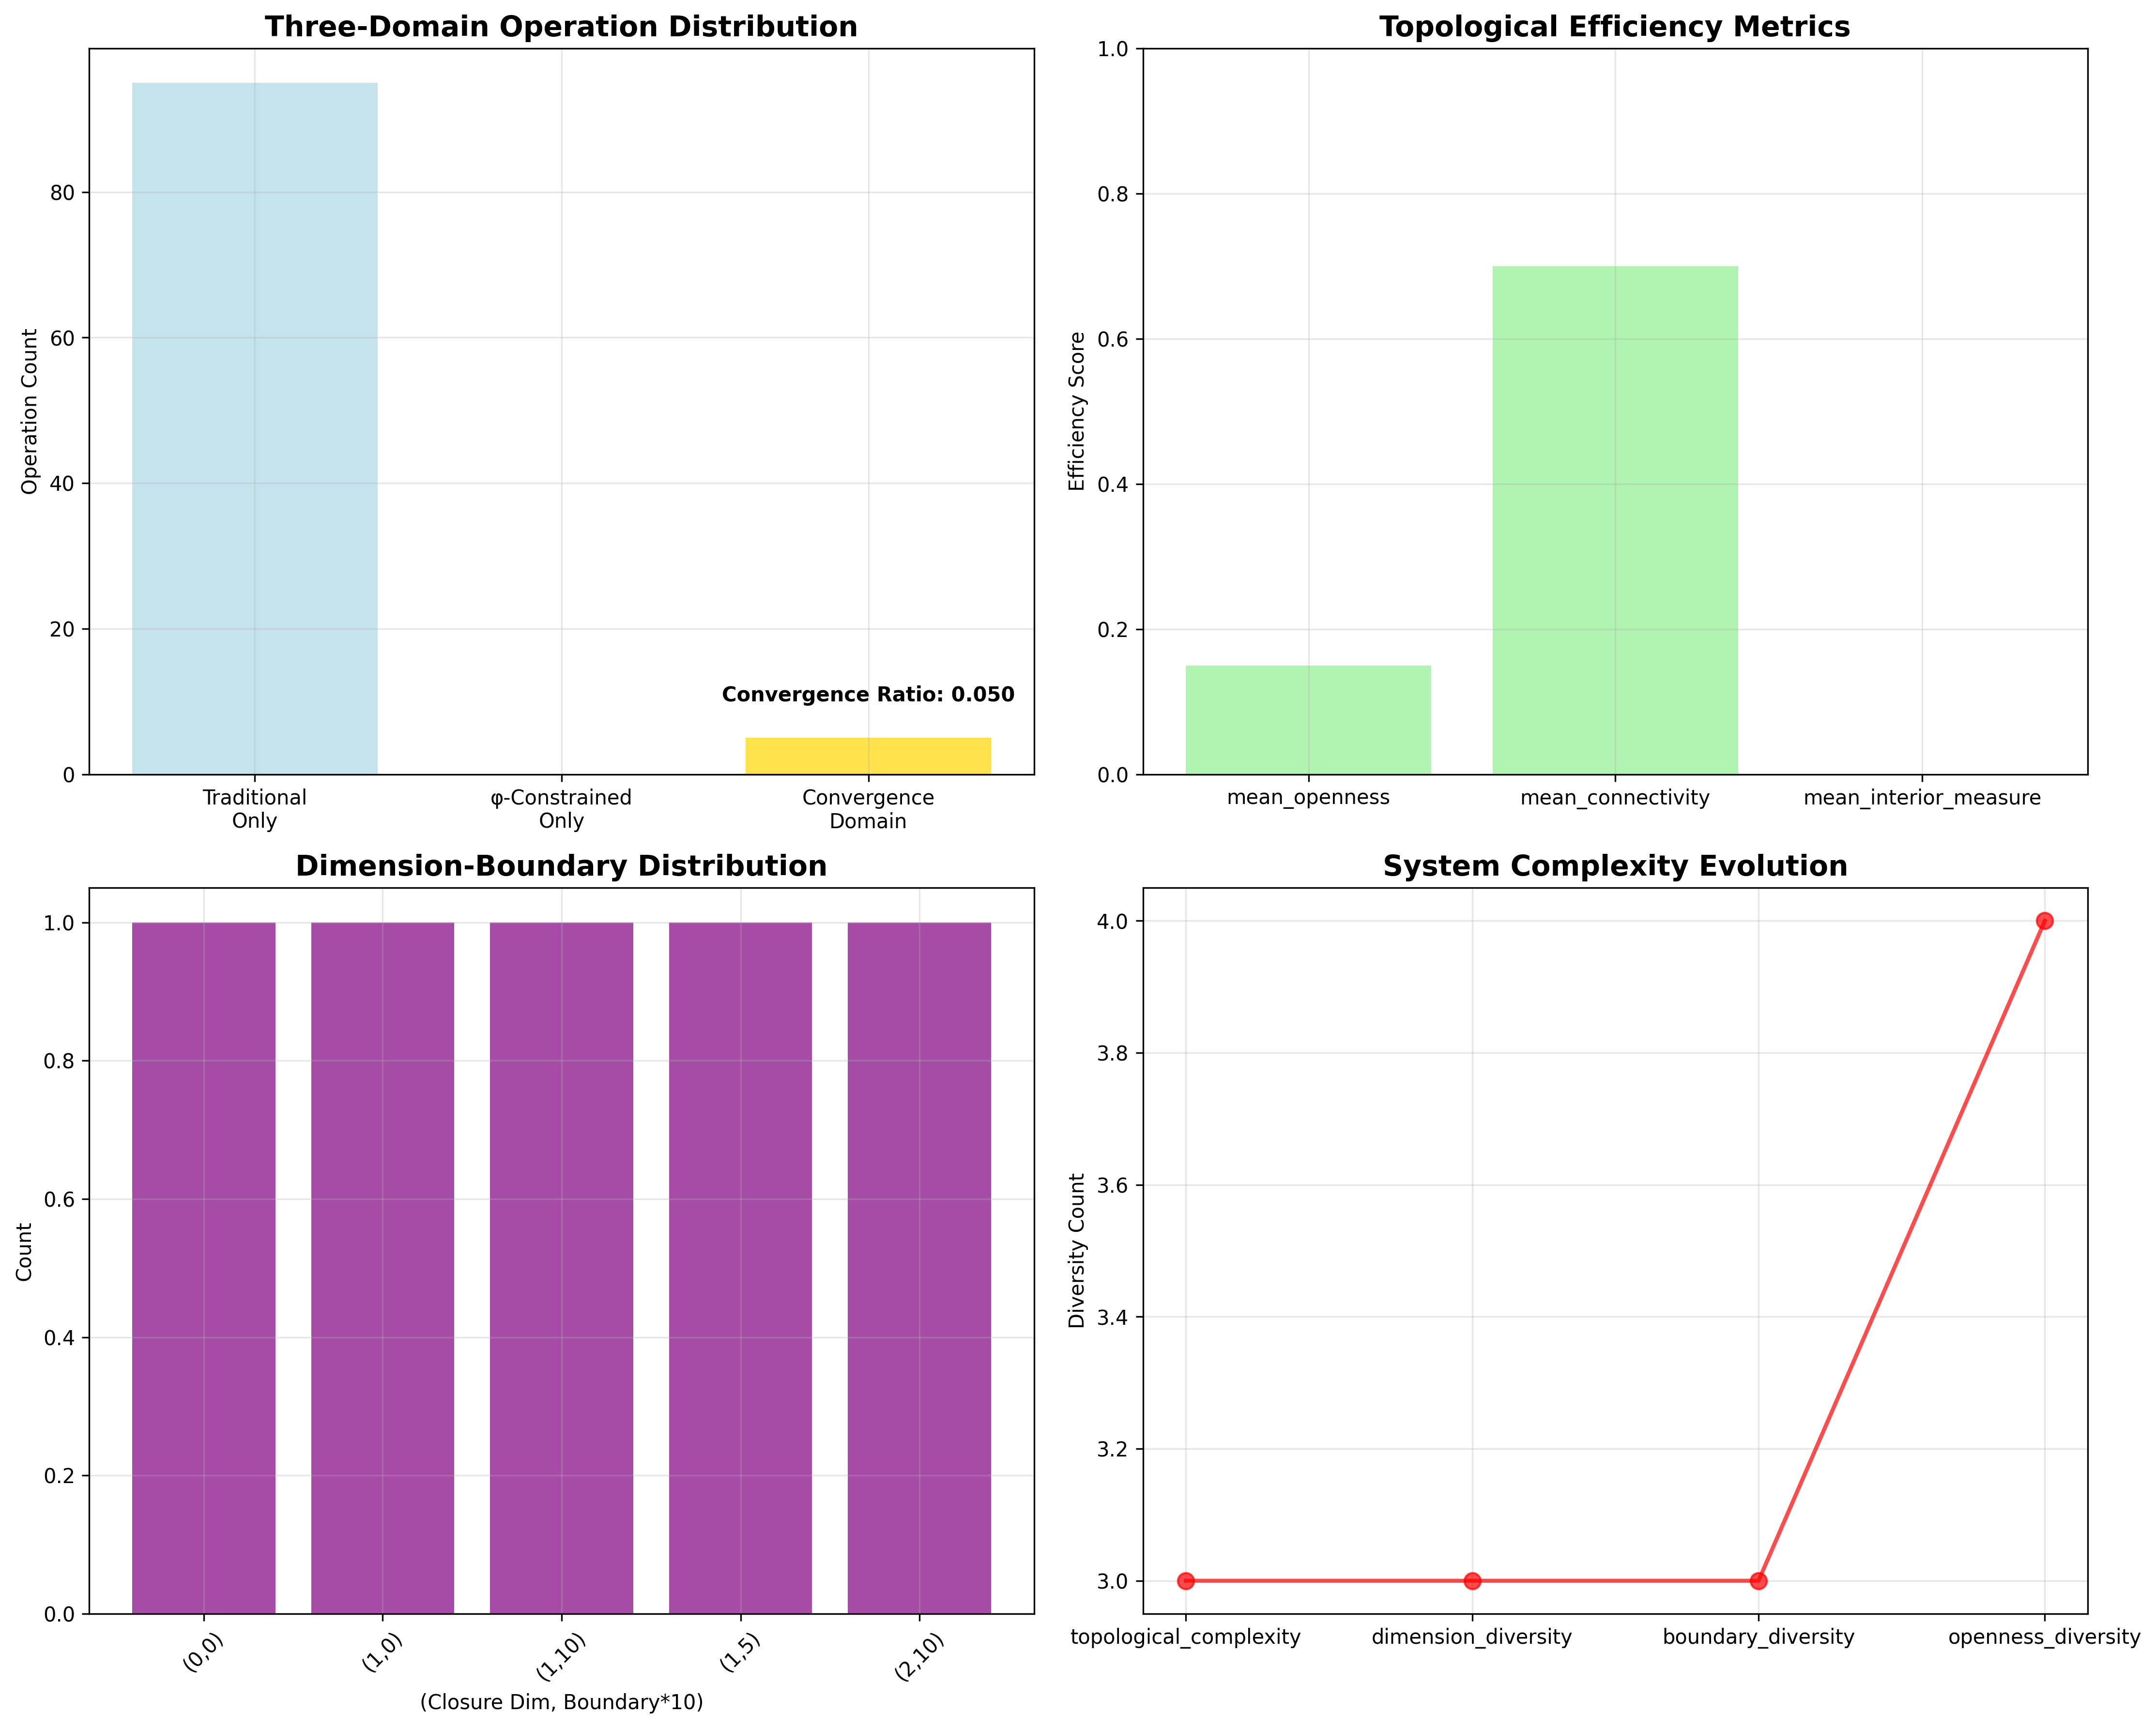 Three-Domain Operation Distribution
Operation Count
80
60
40
20
0
Convergence Ratio: 0.050
Traditional
Only
φ-Constrained
Only
Convergence
Domain
Topological Efficiency Metrics
Efficiency Score
1.0
0.8
0.6
0.4
0.2
0.0
mean_openness
mean_connectivity
mean_interior_measure
Dimension-Boundary Distribution
Count
1.0
0.8
0.6
0.4
0.2
0.0
(0,0)
(1,0)
(1,10)
(1,5)
(2,10)
(Closure Dim, Boundary*10)
System Complexity Evolution
Diversity Count
4.0
3.8
3.6
3.4
3.2
3.0
topological_complexity
dimension_diversity
boundary_diversity
openness_diversity